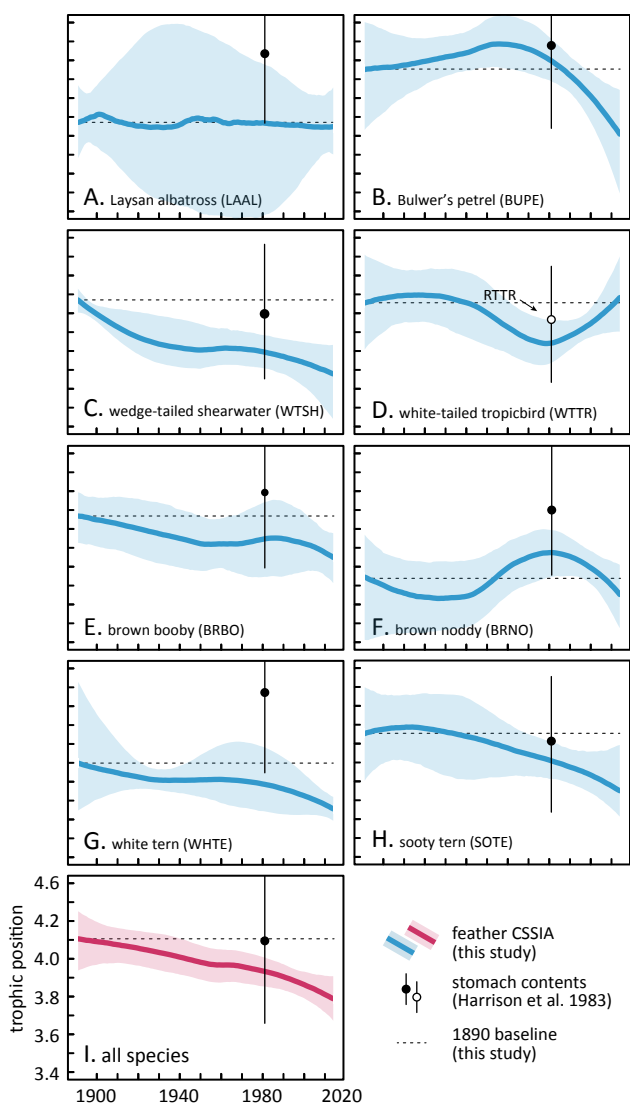 A. Laysan albatross (LAAL)
B. Bulwer's petrel (BUPE)
C. wedge-tailed shearwater (WTSH)
RTTR
D. white-tailed tropicbird (WTTR)
E. brown booby (BRBO)
F. brown noddy (BRNO)
G. white tern (WHTE)
H. sooty tern (SOTE)
trophic position
4.6
4.2
4.0
3.8
3.6
3.4
I. all species
1900 1940 1980 2020
feather CSSIA
(this study)
stomach contents
(Harrison et al. 1983)
1890 baseline
(this study)